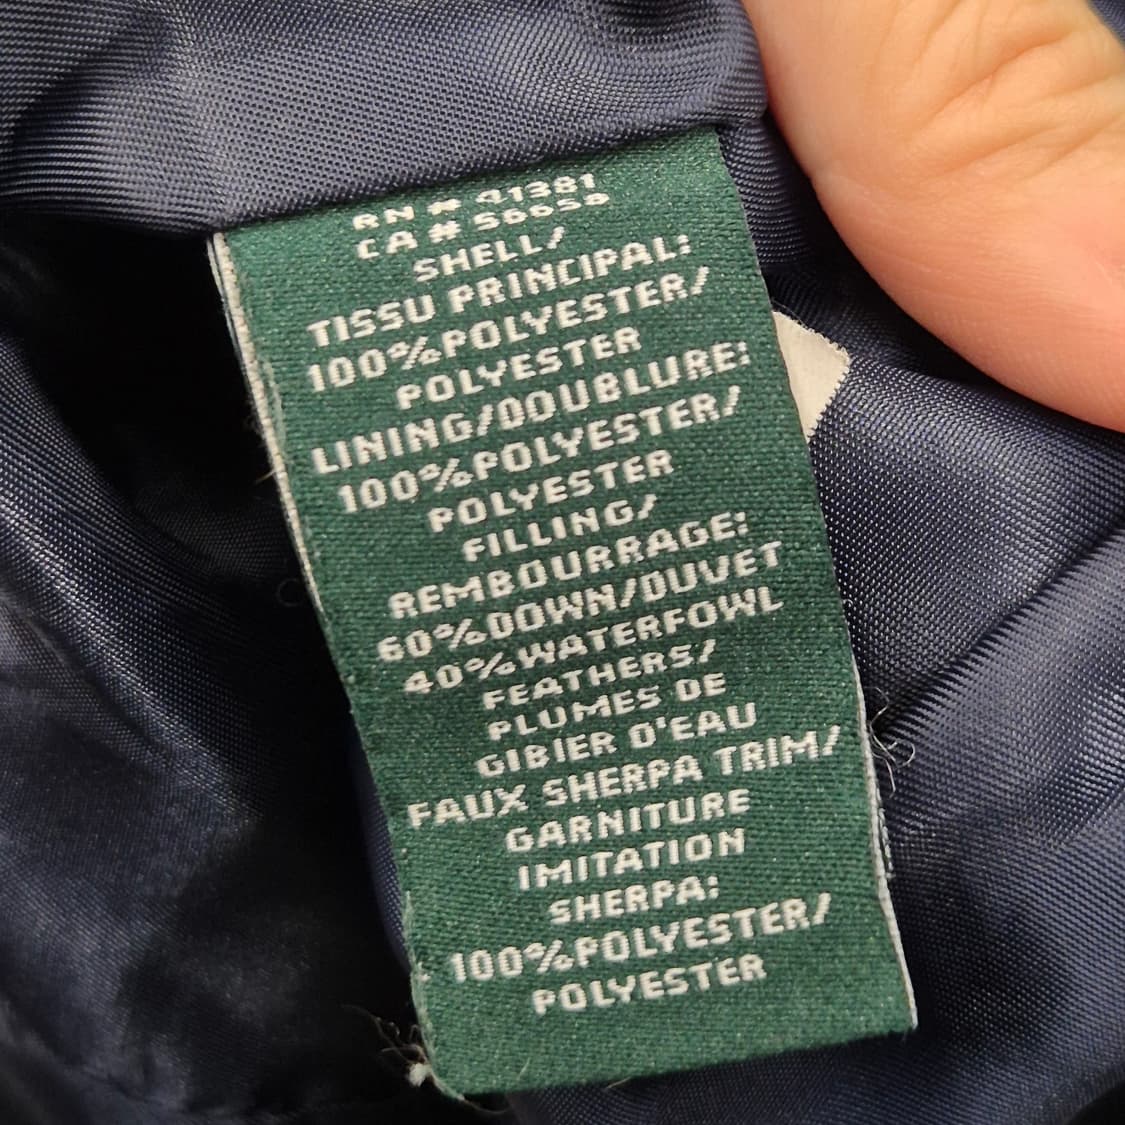 RN # 41381
CA # 56658
SHELL/
TISSU PRINCIPAL:
100%POLYESTER/
POLYESTER
LINING/DOUBLURE:
100%POLYESTER/
POLYESTER
FILLING/
REMBOURRAGE:
60%DOWN/DUVET
40%WATERFOWL
FEATHERS/
PLUMES DE
GIBIER D'EAU
FAUX SHERPA TRIM/
GARNITURE
IMITATION
SHERPA:
100%POLYESTER/
POLYESTER